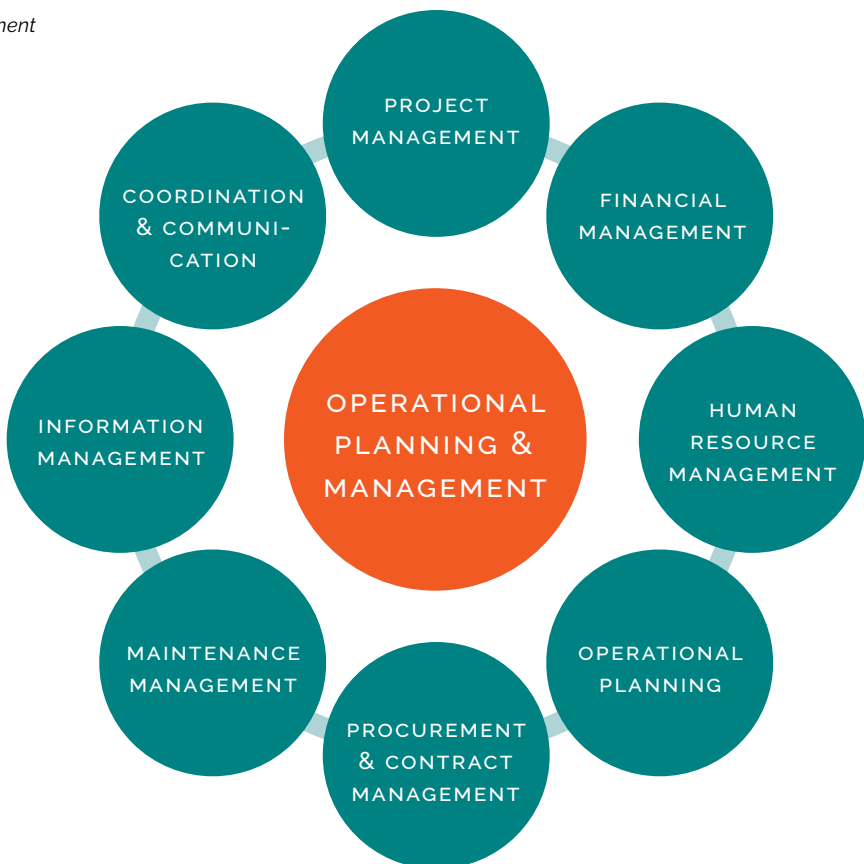 PROJECT
MANAGEMENT
FINANCIAL
MANAGEMENT
HUMAN
RESOURCE
MANAGEMENT
OPERATIONAL
PLANNING
PROCUREMENT
& CONTRACT
MANAGEMENT
MAINTENANCE
MANAGEMENT
INFORMATION
MANAGEMENT
COORDINATION
& COMMUNI-
CATION
OPERATIONAL
PLANNING &
MANAGEMENT